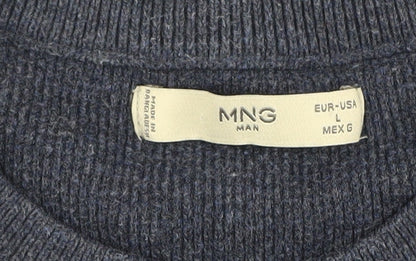 MADE IN
BANGLADESH
MNG
MAN
EUR-USA
L
MEX G